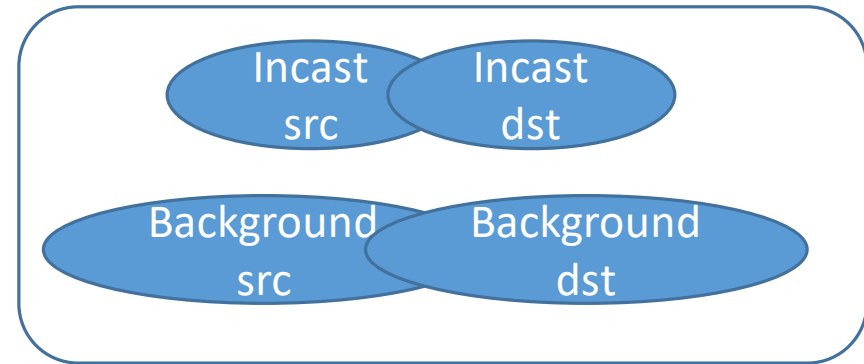 Incast
src
Incast
dst
Background
src
Background
dst